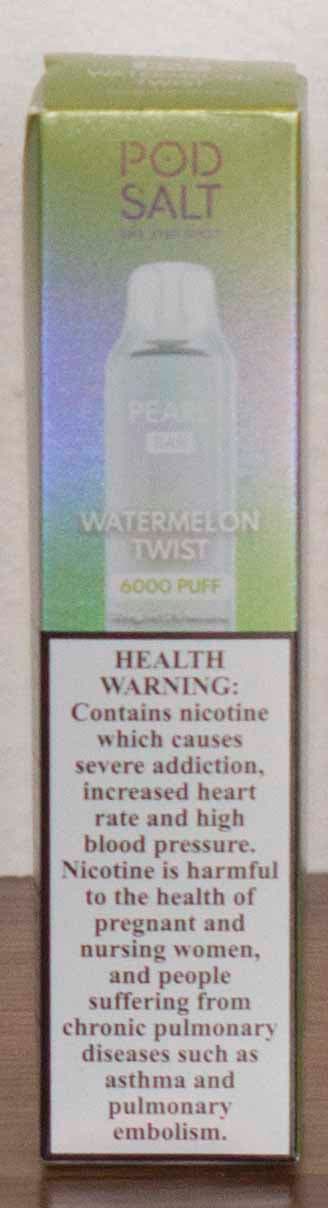 POD
SALT
PEARL
BAR
WATERMELON
TWIST
6000 PUFF
HEALTH
WARNING:
Contains nicotine
which causes
severe addiction,
increased heart
rate and high
blood pressure.
Nicotine is harmful
to the health of
pregnant and
nursing women,
and people
suffering from
chronic pulmonary
diseases such as
asthma and
pulmonary
embolism.